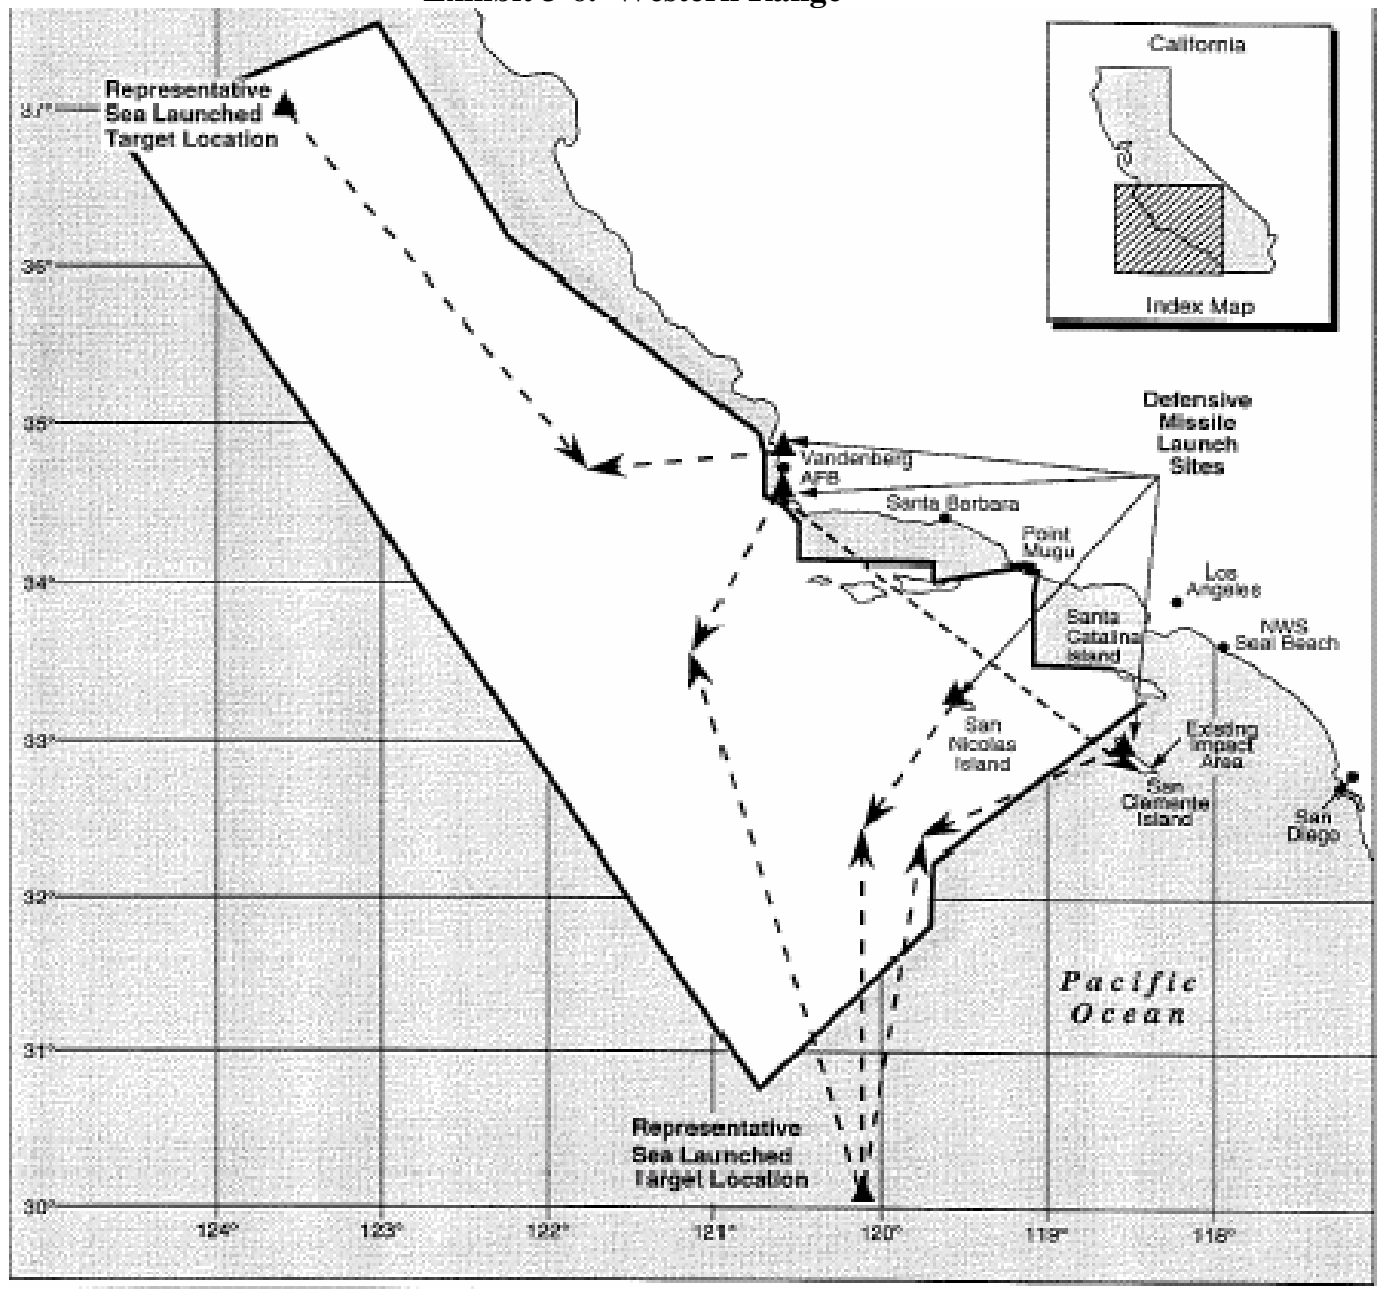 Exhibit 3-6: Western Range
California
Index Map
Representative
Sea Launched
Target Location
37°
36°
35°
34°
33°
32°
31°
30°
Defensive
Missile
Launch
Sites
Vandenberg
AFB
Santa Barbara
Point
Mugu
Los
Angeles
NWS
Seal Beach
Santa
Catalina
Island
San
Nicolas
Island
Existing
Impact
Area
San
Clemente
Island
San
Diego
Pacific
Ocean
Representative
Sea Launched
Target Location
124°
123°
122°
121°
120°
119°
118°